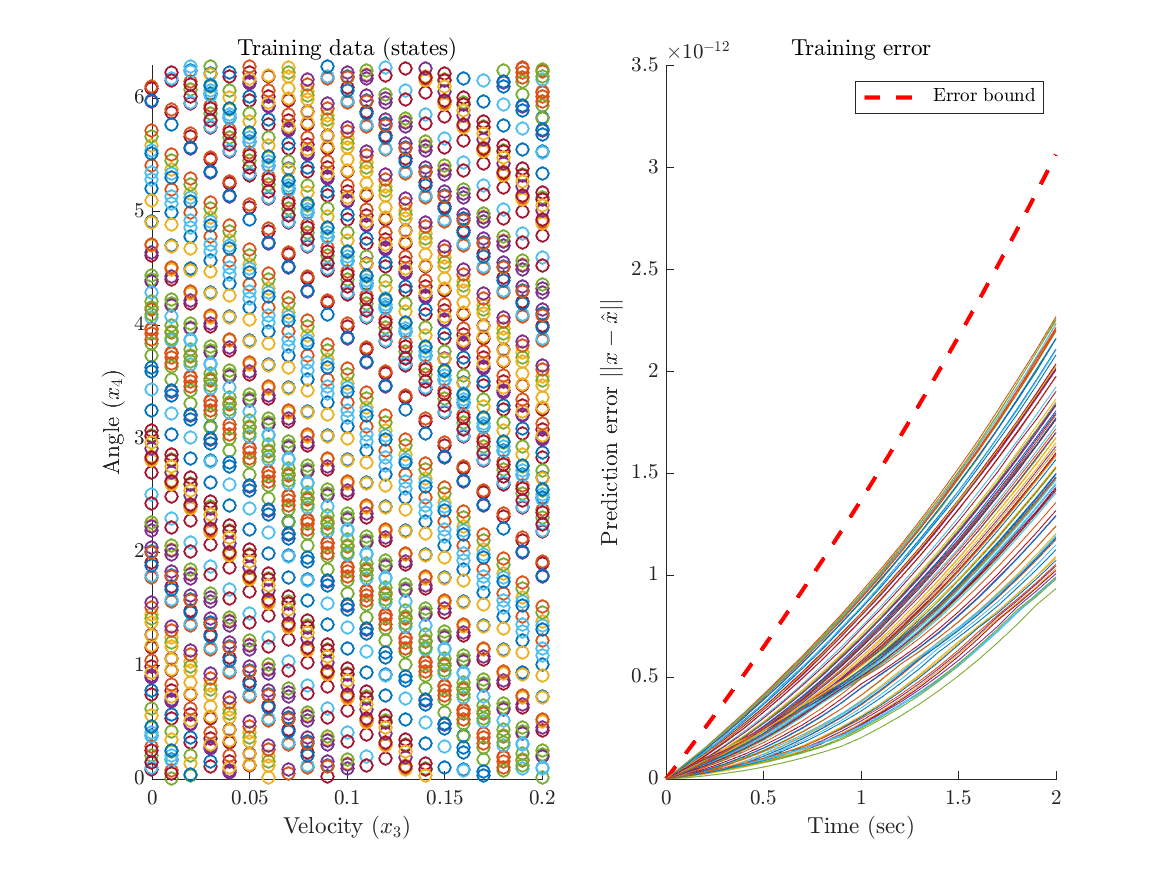 Training data (states)
6
5
4
3
2
1
0
0 0.05 0.1 0.15 0.2
Angle (x₄)
Velocity (x₃)
Training error
×10⁻¹²
3.5
3
2.5
2
1.5
1
0.5
0
0 0.5 1 1.5 2
Prediction error ||x − x̂||
Time (sec)
Error bound